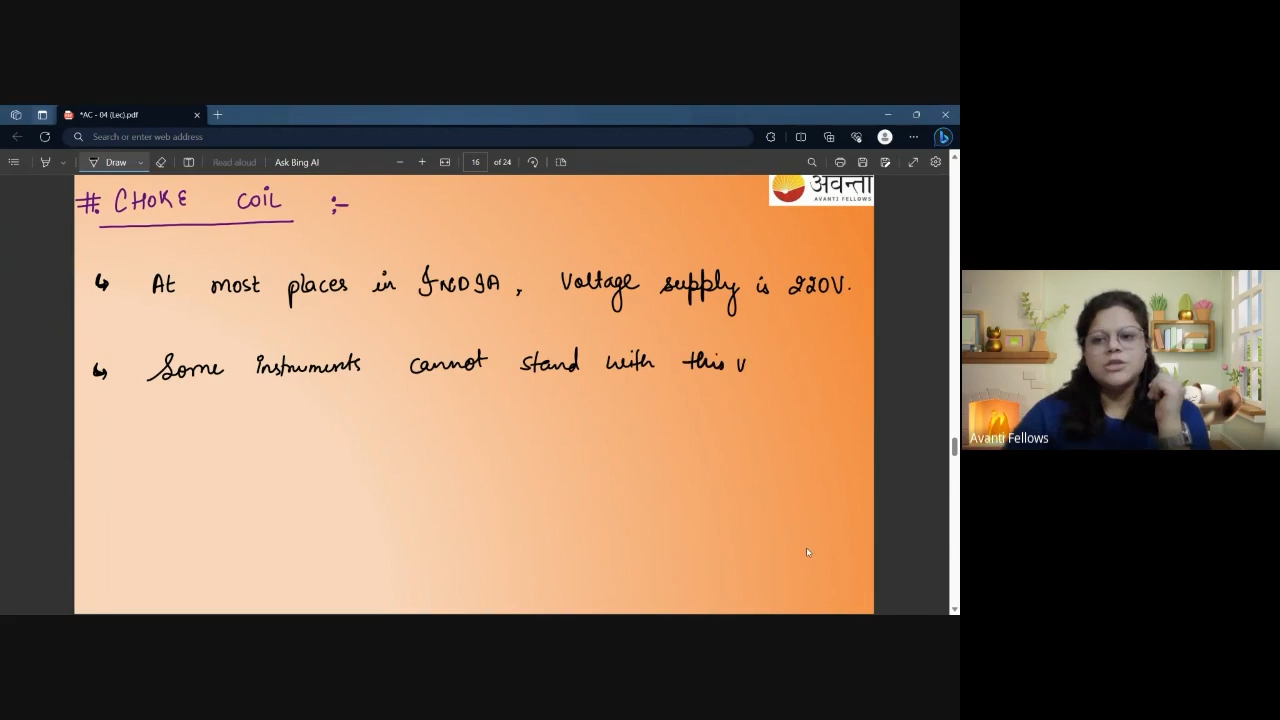 *AC - 04 (Lec).pdf
Search or enter web address
Draw
Read aloud
Ask Bing AI
16 of 24
अवन्ती
AVANTI FELLOWS
# CHOKE COIL :-
↳ At most places in INDIA, Voltage supply is 220V.
↳ Some instruments cannot stand with this v
Avanti Fellows